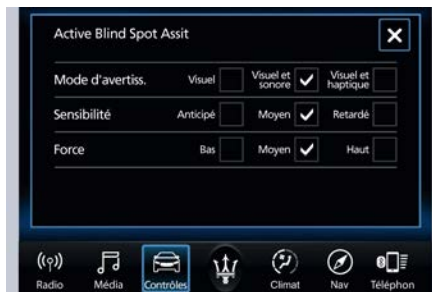 Active Blind Spot Assit
Mode d'avertiss. Visuel Visuel et sonore Visuel et haptique
Sensibilité Anticipé Moyen Retardé
Force Bas Moyen Haut
Radio Média Contrôles Climat Nav Téléphon